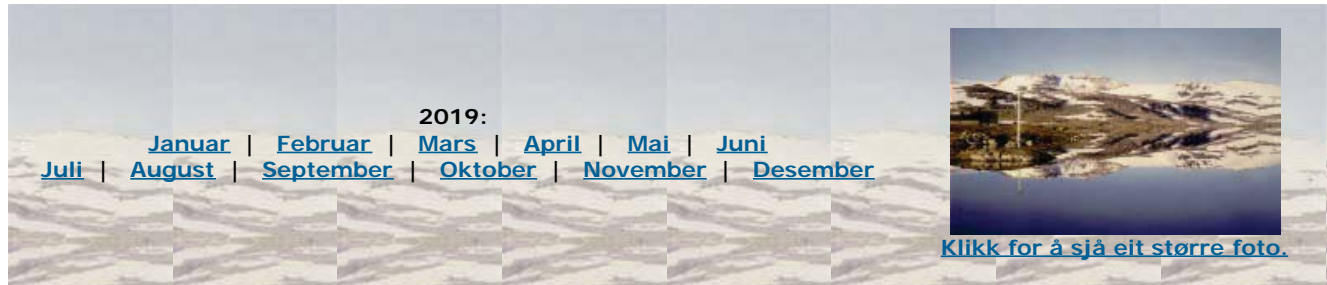 2019:
Januar | Februar | Mars | April | Mai | Juni
Juli | August | September | Oktober | November | Desember
Klikk for å sjå eit større foto.